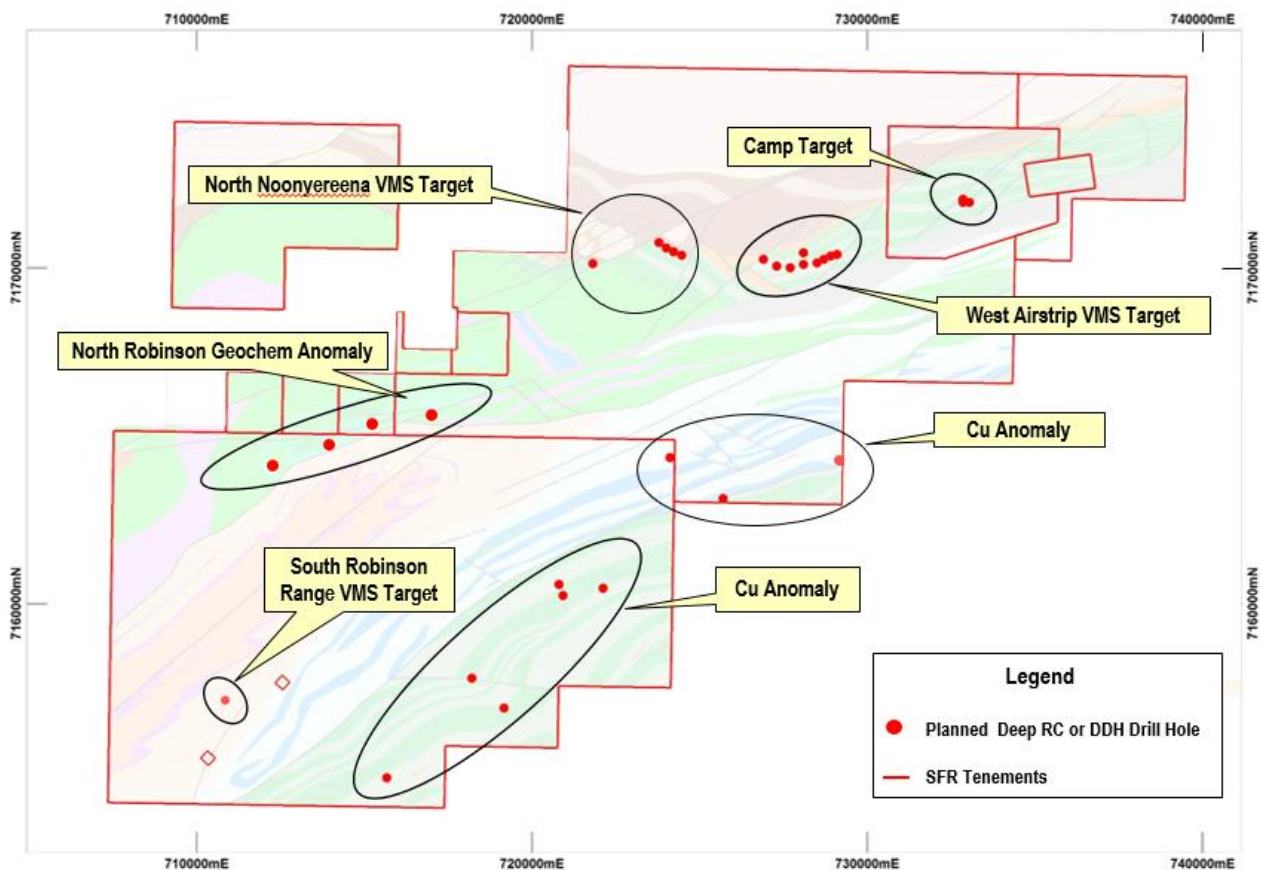 710000mE
720000mE
730000mE
740000mE
Camp Target
North Noonyereena VMS Target
7170000mN
7170000mN
West Airstrip VMS Target
North Robinson Geochem Anomaly
Cu Anomaly
South Robinson
Range VMS Target
Cu Anomaly
7160000mN
7160000mN
Legend
Planned Deep RC or DDH Drill Hole
SFR Tenements
710000mE
720000mE
730000mE
740000mE